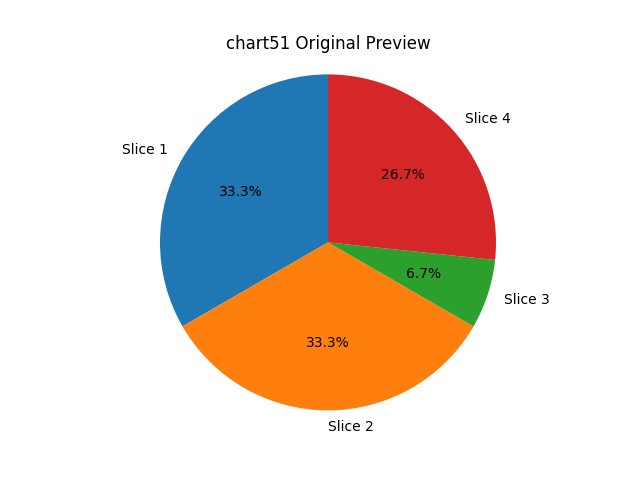 chart51 Original Preview
Slice 4
Slice 1
26.7%
33.3%
6.7%
Slice 3
33.3%
Slice 2